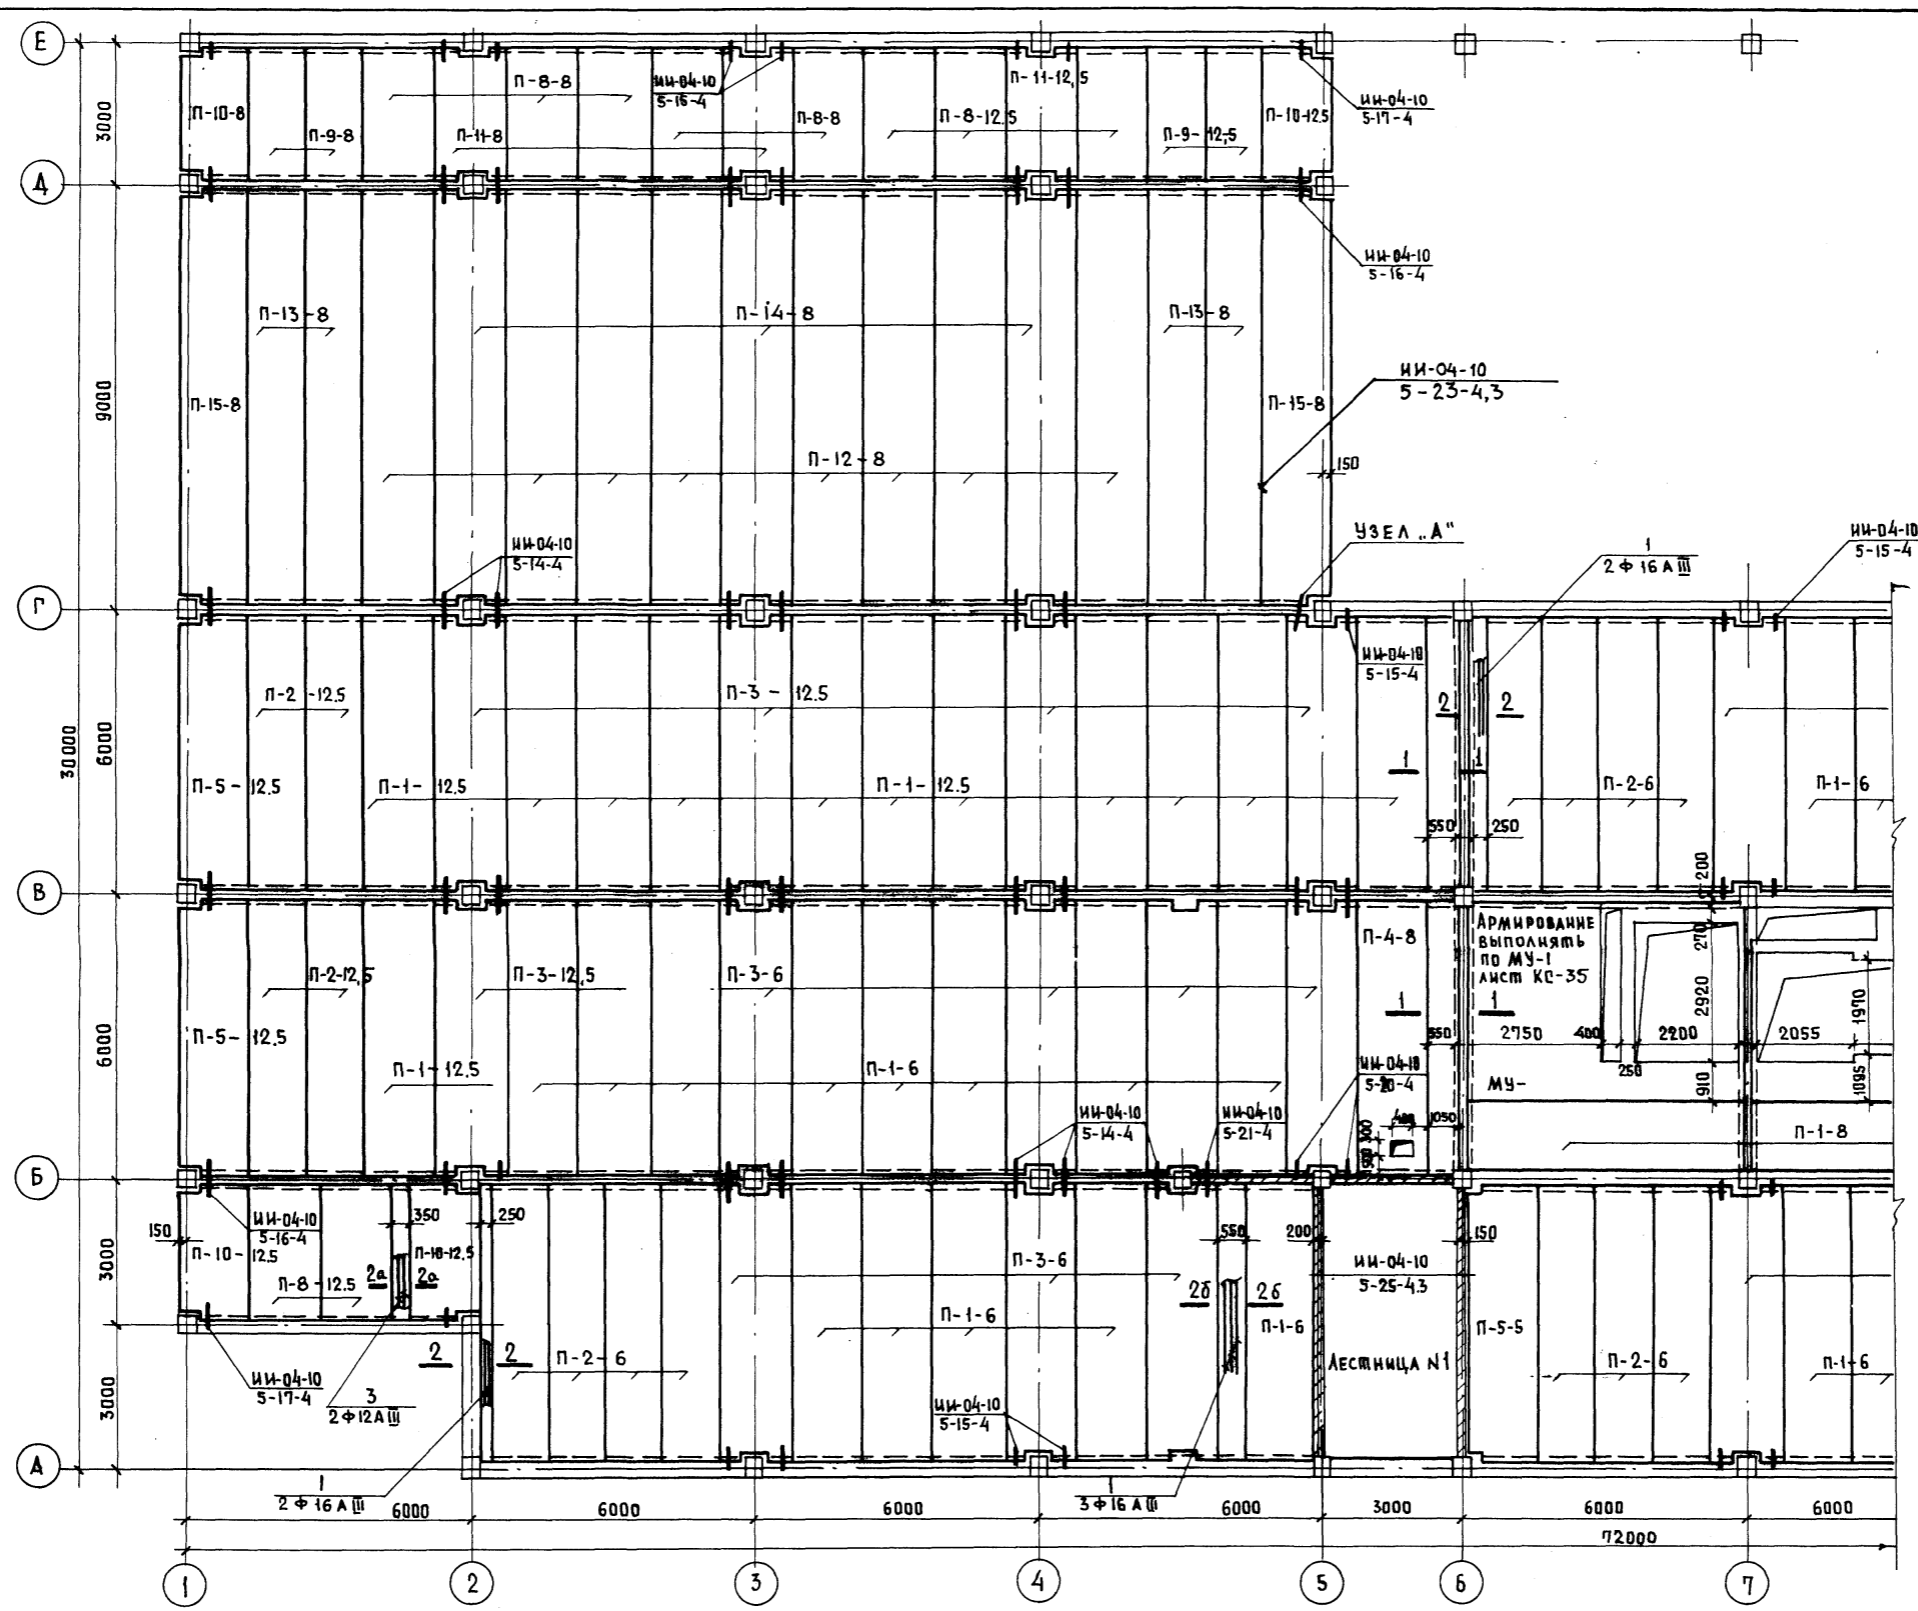 Е
П-8-8
ИИ-04-10
5-15-4
П-11-12,5
ИИ-04-10
5-17-4
3000
П-10-8
П-9-8
П-11-8
П-8-8
П-8-12.5
П-9-12,5
П-10-12.5
Д
ИИ-04-10
5-16-4
П-13-8
П-14-8
П-13-8
9000
П-15-8
П-15-8
ИИ-04-10
5-23-4,3
П-12-8
150
ИИ-04-10
5-14-4
УЗЕЛ „А"
1
2 Ф 16 А III
ИИ-04-10
5-15-4
Г
ИИ-04-10
5-15-4
П-2-12.5
П-3-12.5
2
2
30000
6000
1
1
П-5-12.5
П-1-12.5
П-1-12.5
П-2-6
П-1-6
550
250
В
200
270
АРМИРОВАНИЕ
ВЫПОЛНЯТЬ
ПО МУ-1
ЛИСТ КС-35
П-4-8
П-2-12,5
П-3-12,5
П-3-6
6000
П-5-12.5
1
1
2920
1970
550
2750
400
2200
2055
П-1-12.5
П-1-6
ИИ-04-10
5-20-4
250
МУ-
910
1095
ИИ-04-10
5-14-4
ИИ-04-10
5-21-4
300
1050
П-1-8
Б
150
ИИ-04-10
5-16-4
350
250
550
200
150
3000
П-10-12.5
П-10-12.5
П-8-12.5
2а
2а
П-3-6
ИИ-04-10
5-25-4.3
2б
2б
П-1-6
П-1-6
П-5-5
2
2
П-2-6
ЛЕСТНИЦА N1
П-2-6
П-1-6
3000
ИИ-04-10
5-17-4
3
2 Ф 12 А III
ИИ-04-10
5-15-4
А
1
2 Ф 16 А III
1
3 Ф 16 А III
6000
6000
6000
6000
3000
6000
6000
72000
1
2
3
4
5
6
7